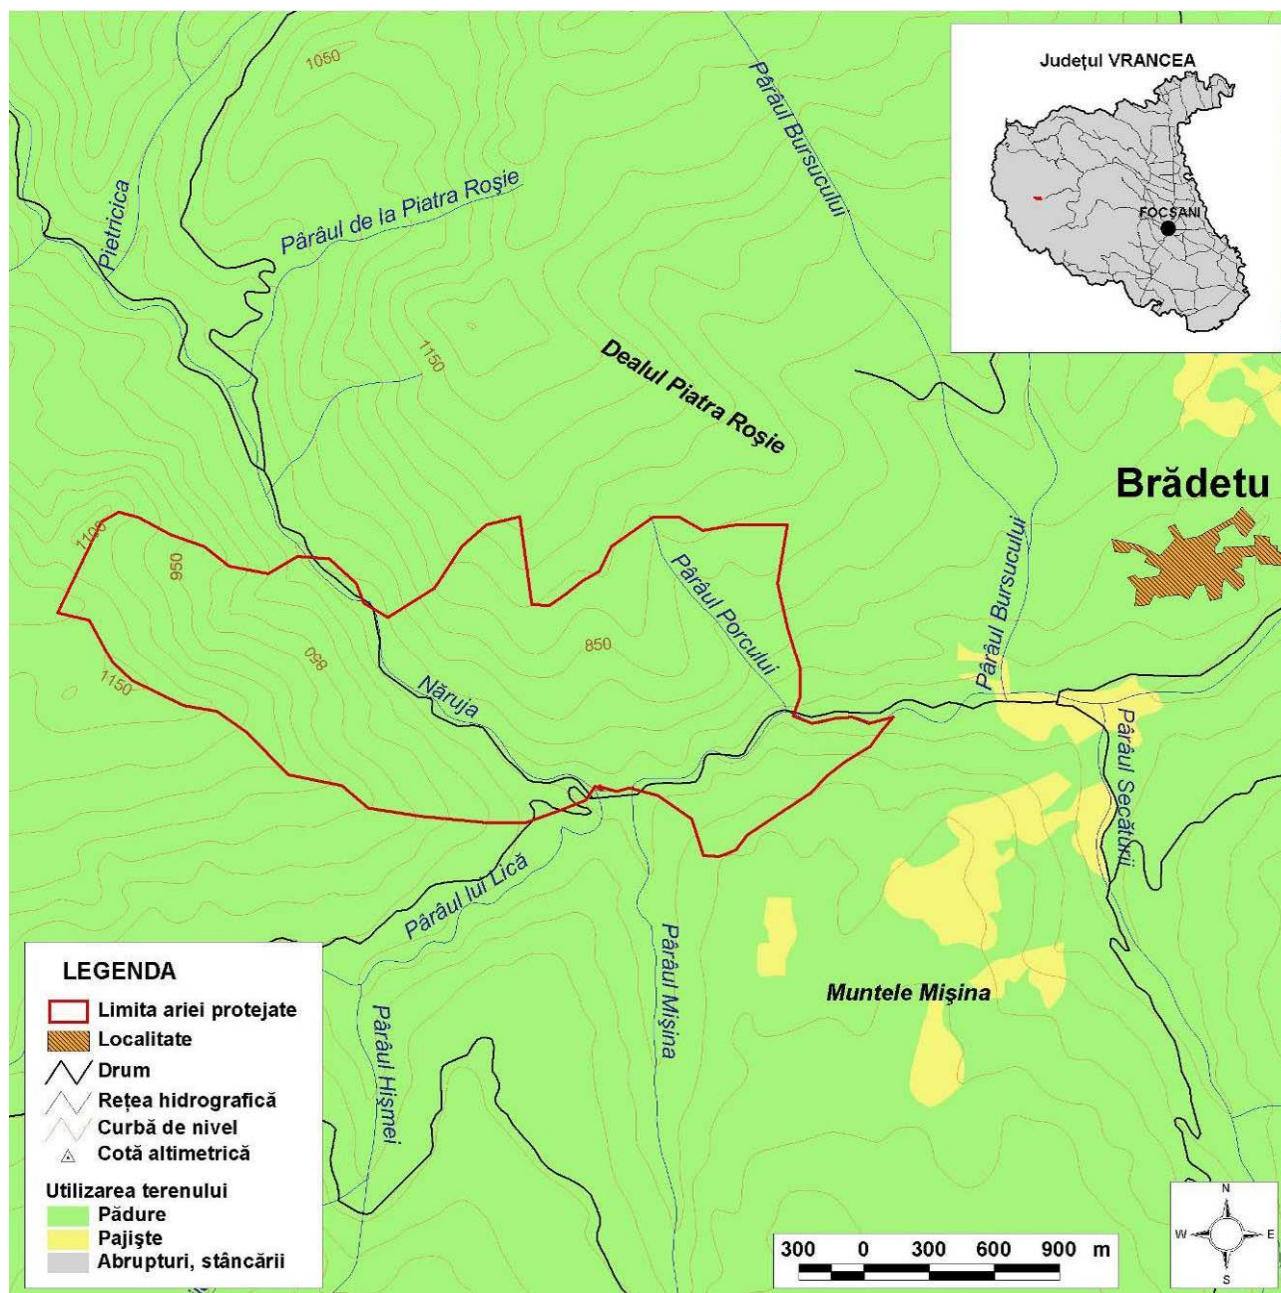 1050
Pârâul Bursucului
Județul VRANCEA
FOCȘANI
Pietricica
Pârâul de la Piatra Roșie
1150
Dealul Piatra Roșie
Brădetu
1100
950
850
1150
850
Năruja
Pârâul Porcului
Pârâul Bursucului
Pârâul Secăturii
Pârâul lui Lică
Pârâul Mișina
Pârâul Hișmei
Muntele Mișina
LEGENDA
Limita ariei protejate
Localitate
Drum
Rețea hidrografică
Curbă de nivel
Cotă altimetrică
Utilizarea terenului
Pădure
Pajiște
Abrupturi, stâncării
300 0 300 600 900 m
N
W E
S